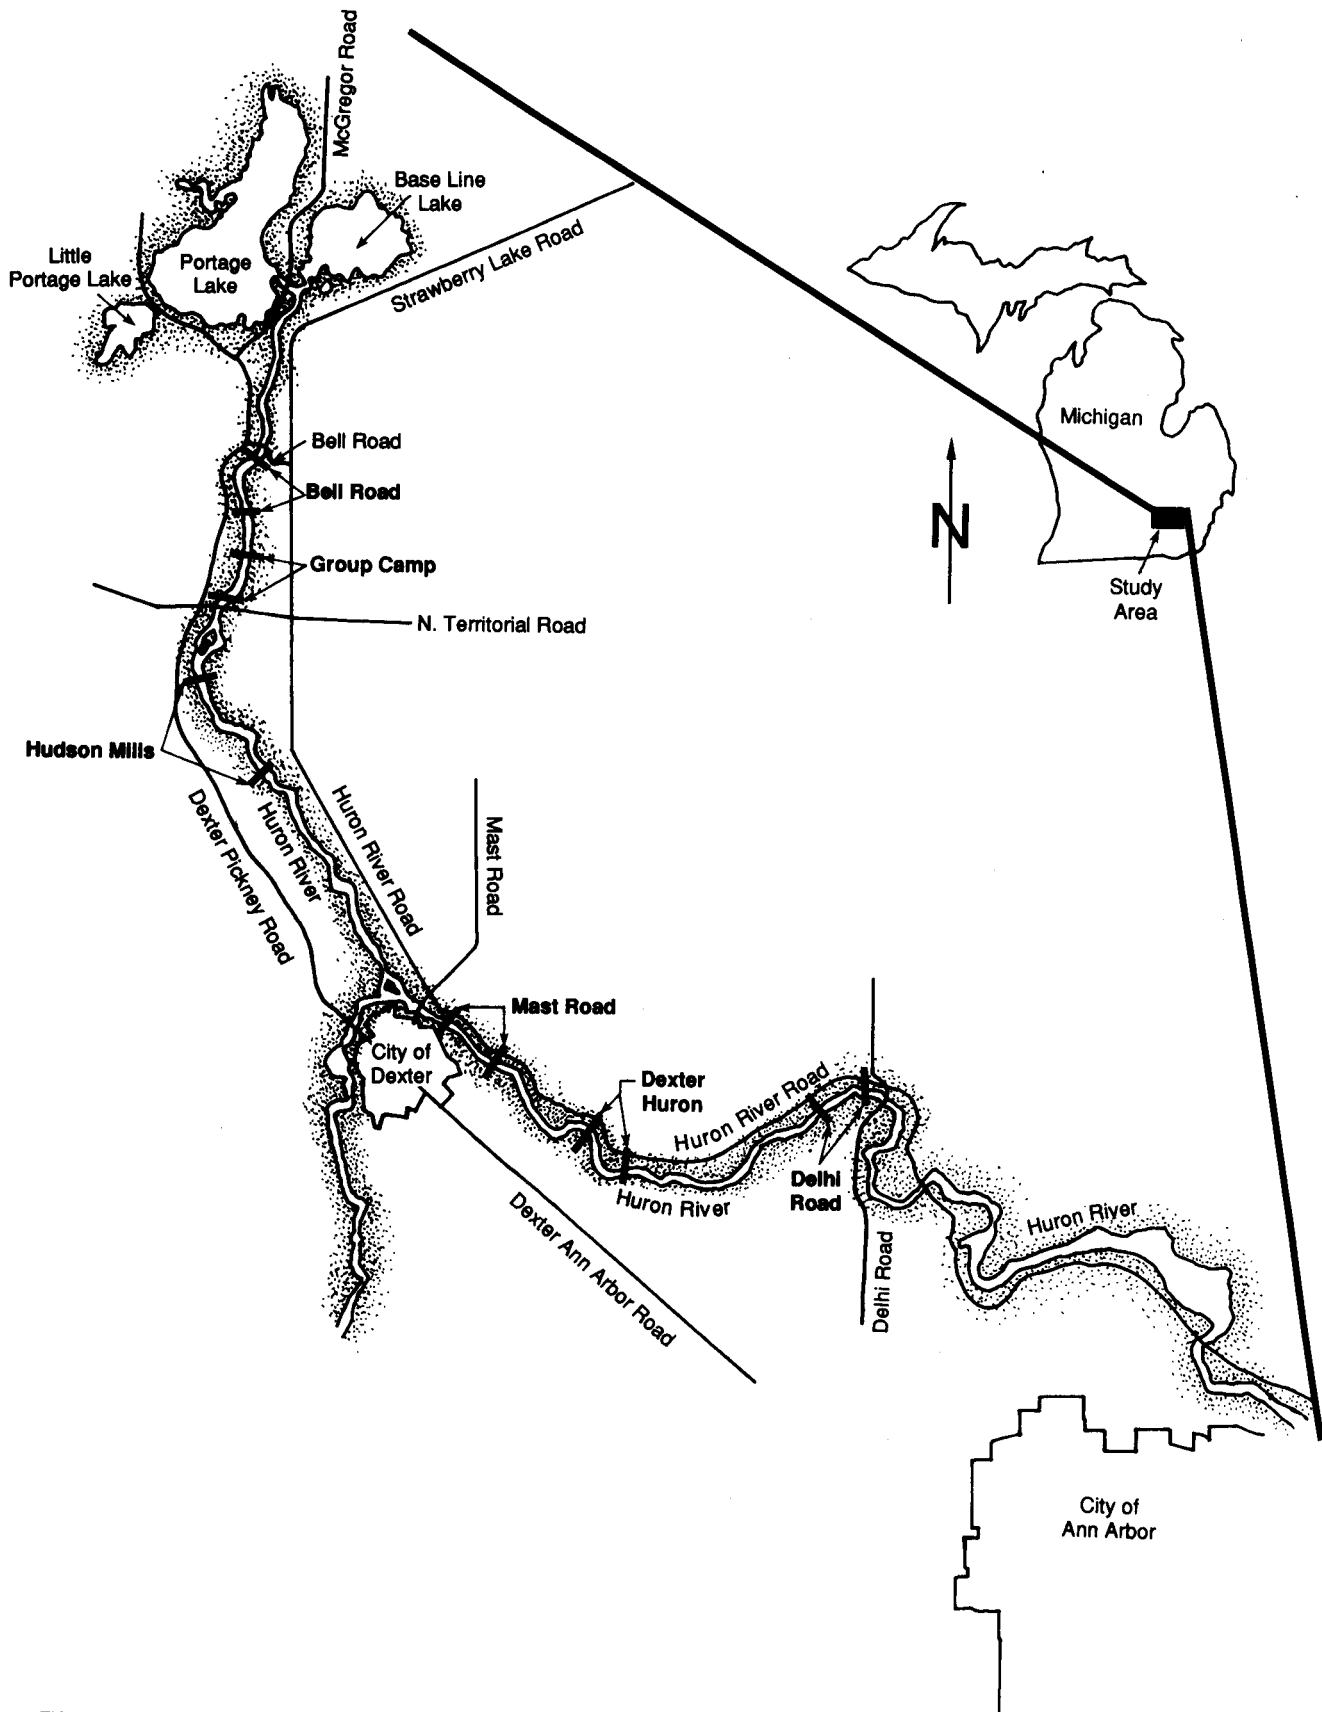 McGregor Road
Base Line
Lake
Little
Portage Lake
Portage
Lake
Strawberry Lake Road
Michigan
Bell Road
Bell Road
N
Group Camp
Study
Area
N. Territorial Road
Hudson Mills
Dexter Pickney Road
Huron River
Huron River Road
Mast Road
Mast Road
City of
Dexter
Dexter
Huron
Huron River Road
Delhi
Road
Huron River
Huron River
Dexter Ann Arbor Road
Delhi Road
City of
Ann Arbor